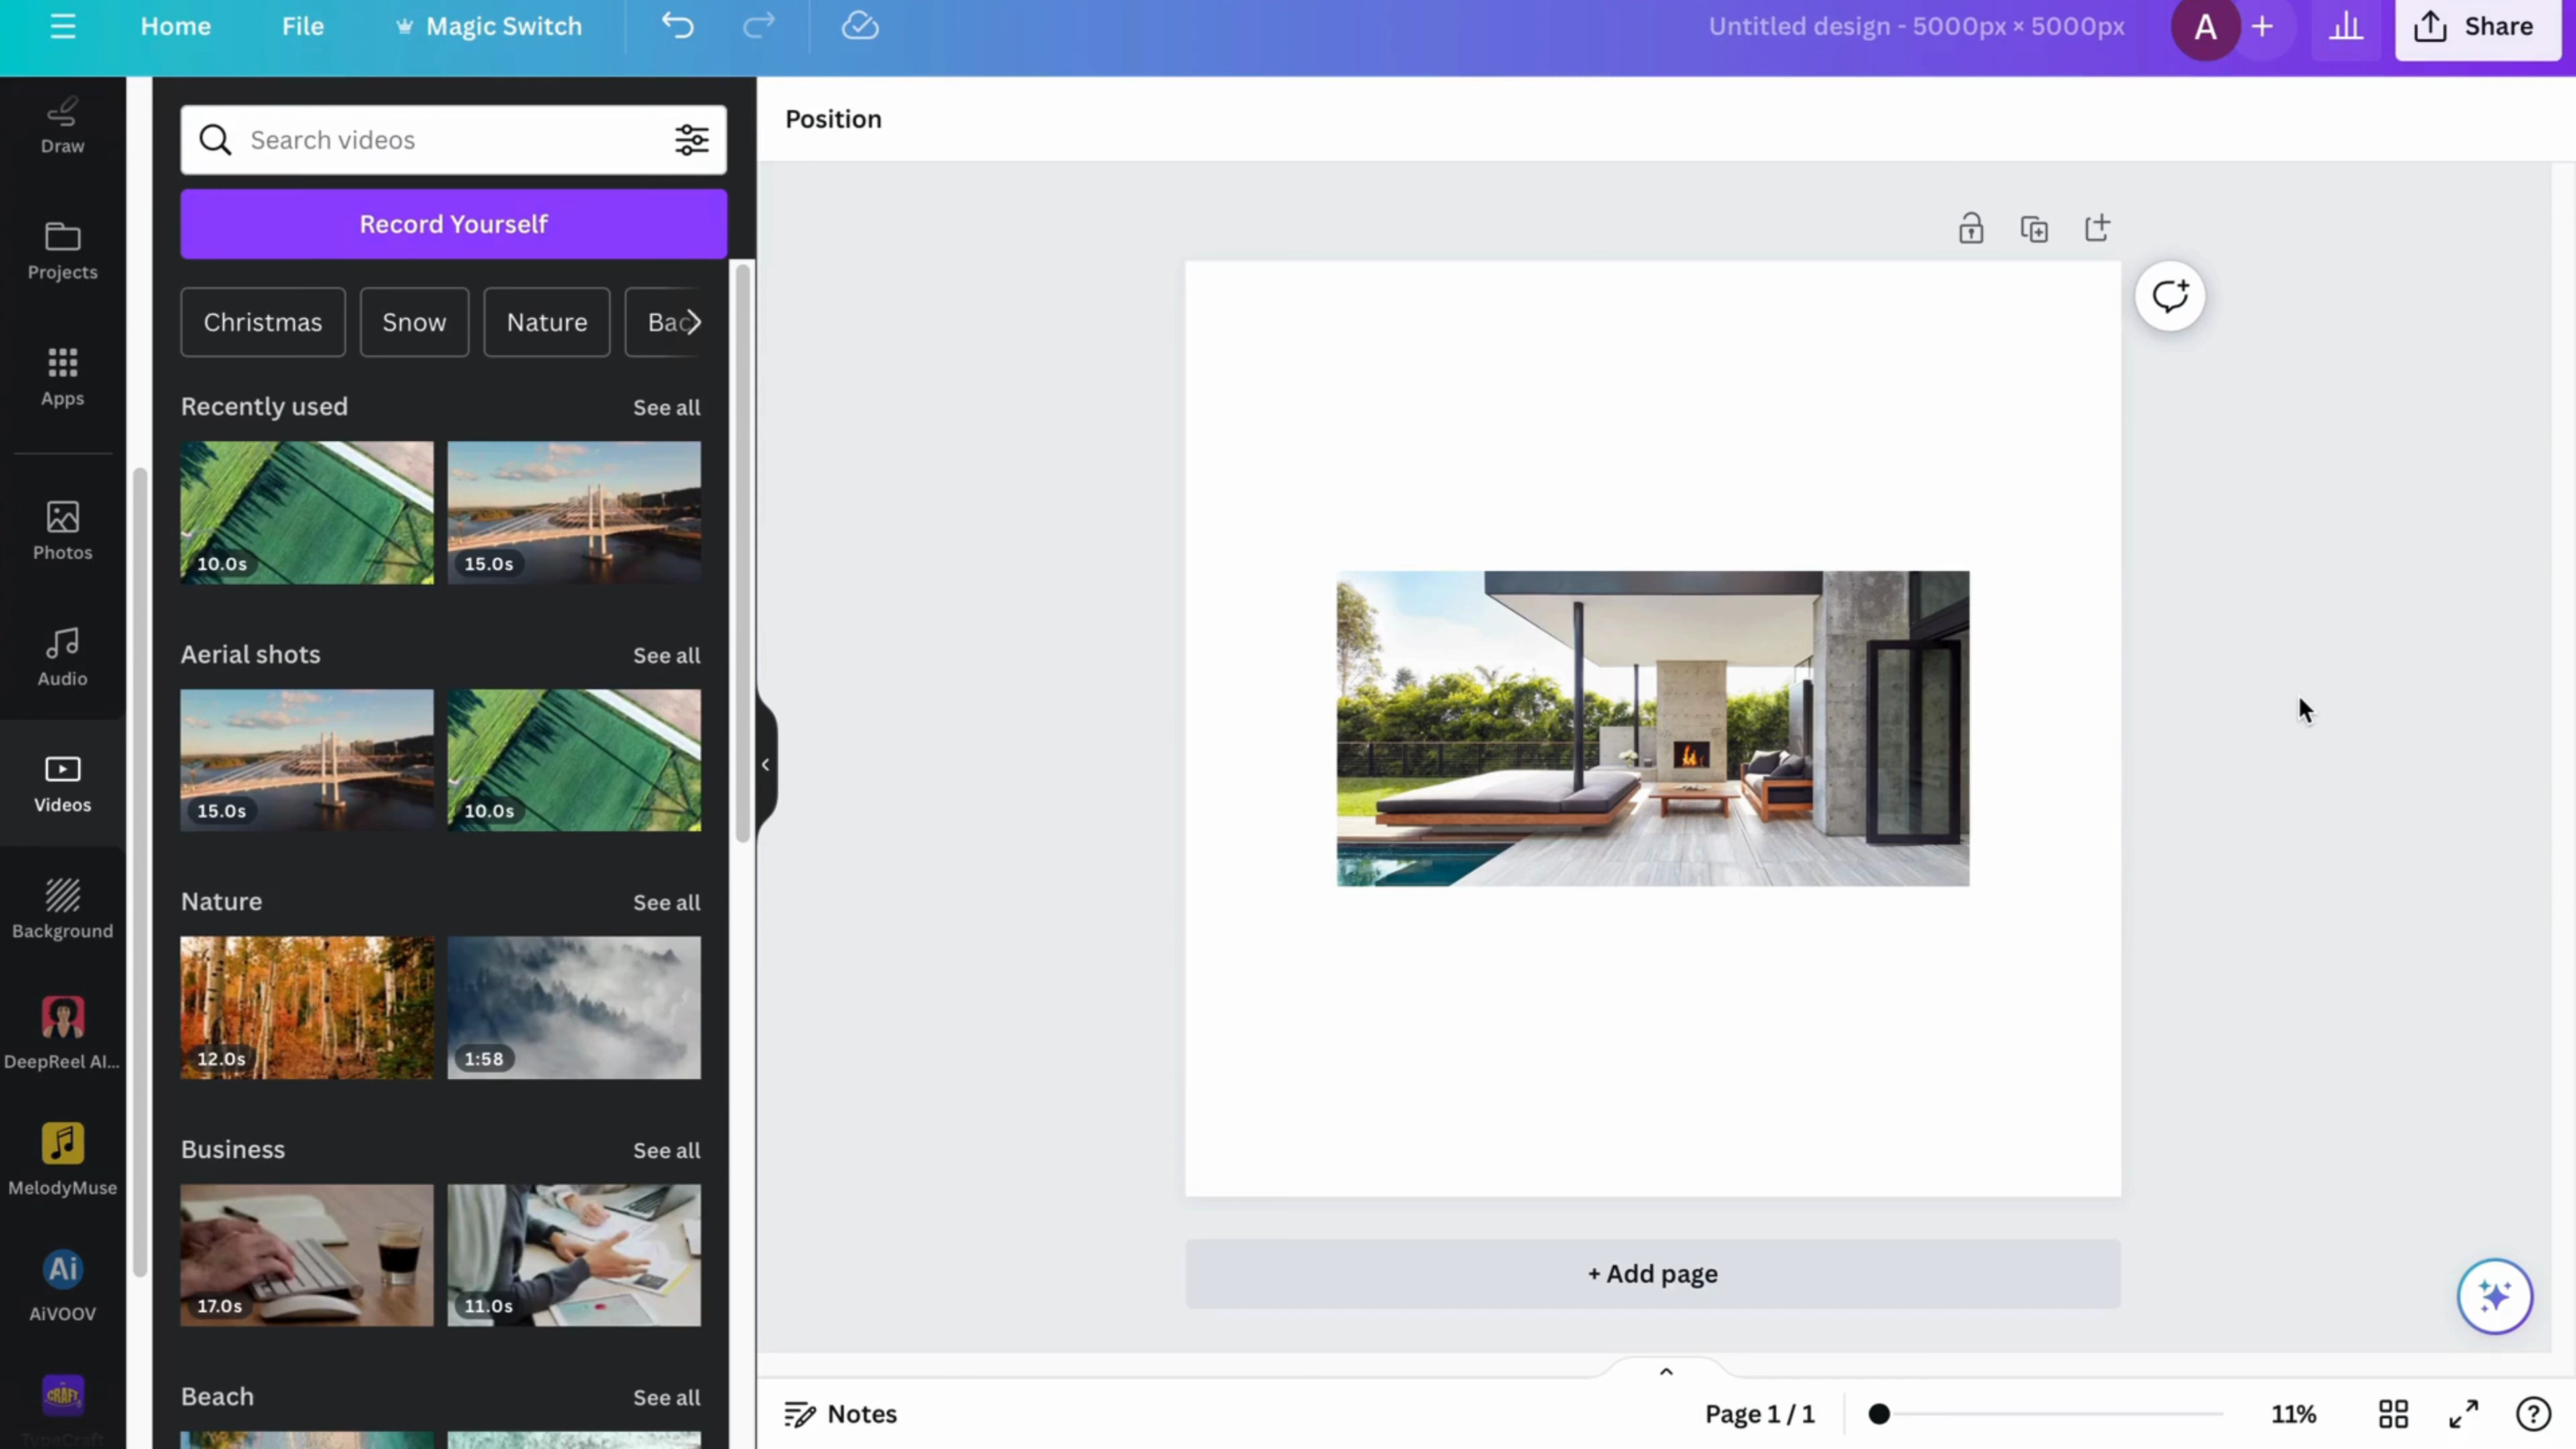 Home File Magic Switch Untitled design - 5000px × 5000px A Share
Draw
Projects
Apps
Photos
Audio
Videos
Background
DeepReel AI...
MelodyMuse
Ai
AiVOOV
CRAFT
TypeCraft
Search videos
Record Yourself
Christmas Snow Nature Bac
Recently used See all
10.0s 15.0s
Aerial shots See all
15.0s 10.0s
Nature See all
12.0s 1:58
Business See all
17.0s 11.0s
Beach See all
Position
+ Add page
Notes Page 1 / 1 11%